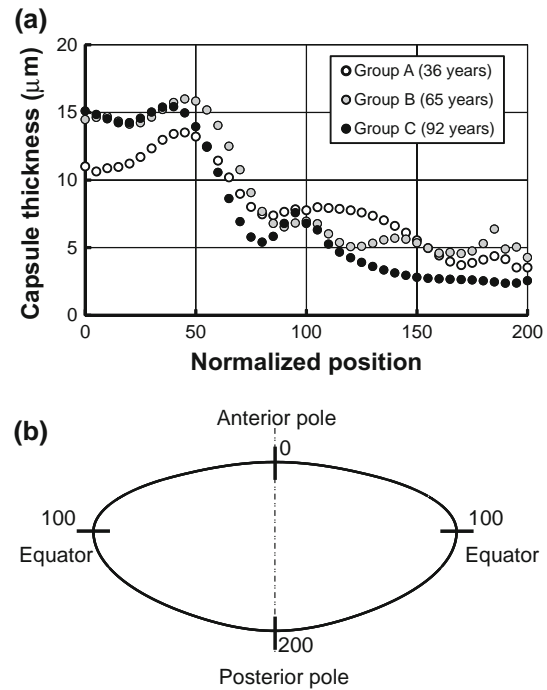 (a)
20
15
10
5
0
Capsule thickness (μm)
Group A (36 years)
Group B (65 years)
Group C (92 years)
0 50 100 150 200
Normalized position
(b)
Anterior pole
0
100 100
Equator Equator
200
Posterior pole